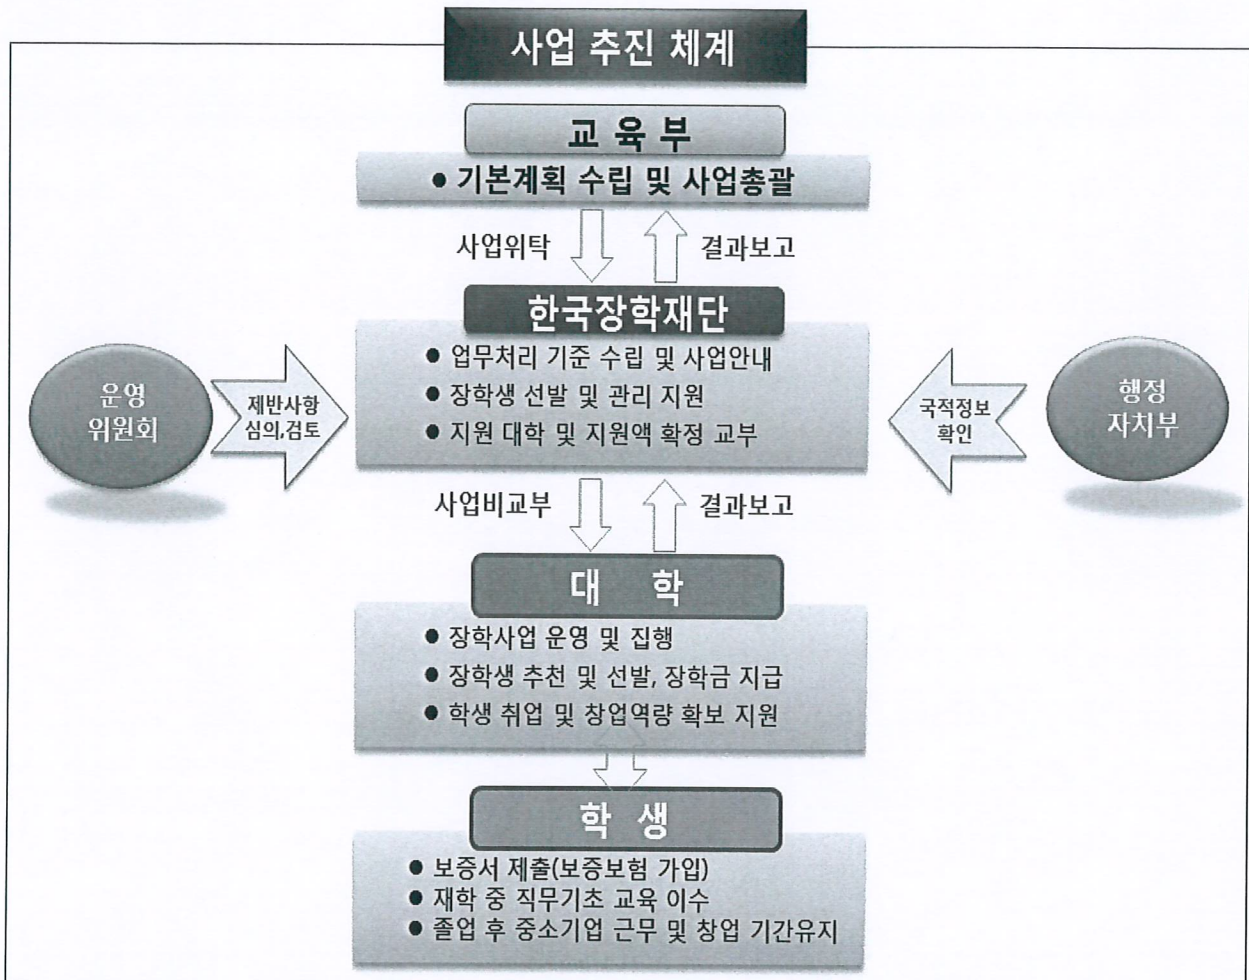 사업 추진 체계
교 육 부
● 기본계획 수립 및 사업총괄
사업위탁
결과보고
한국장학재단
● 업무처리 기준 수립 및 사업안내
● 장학생 선발 및 관리 지원
● 지원 대학 및 지원액 확정 교부
운영
위원회
제반사항
심의,검토
국적정보
확인
행정
자치부
사업비교부
결과보고
대 학
● 장학사업 운영 및 집행
● 장학생 추천 및 선발, 장학금 지급
● 학생 취업 및 창업역량 확보 지원
학 생
● 보증서 제출(보증보험 가입)
● 재학 중 직무기초 교육 이수
● 졸업 후 중소기업 근무 및 창업 기간유지